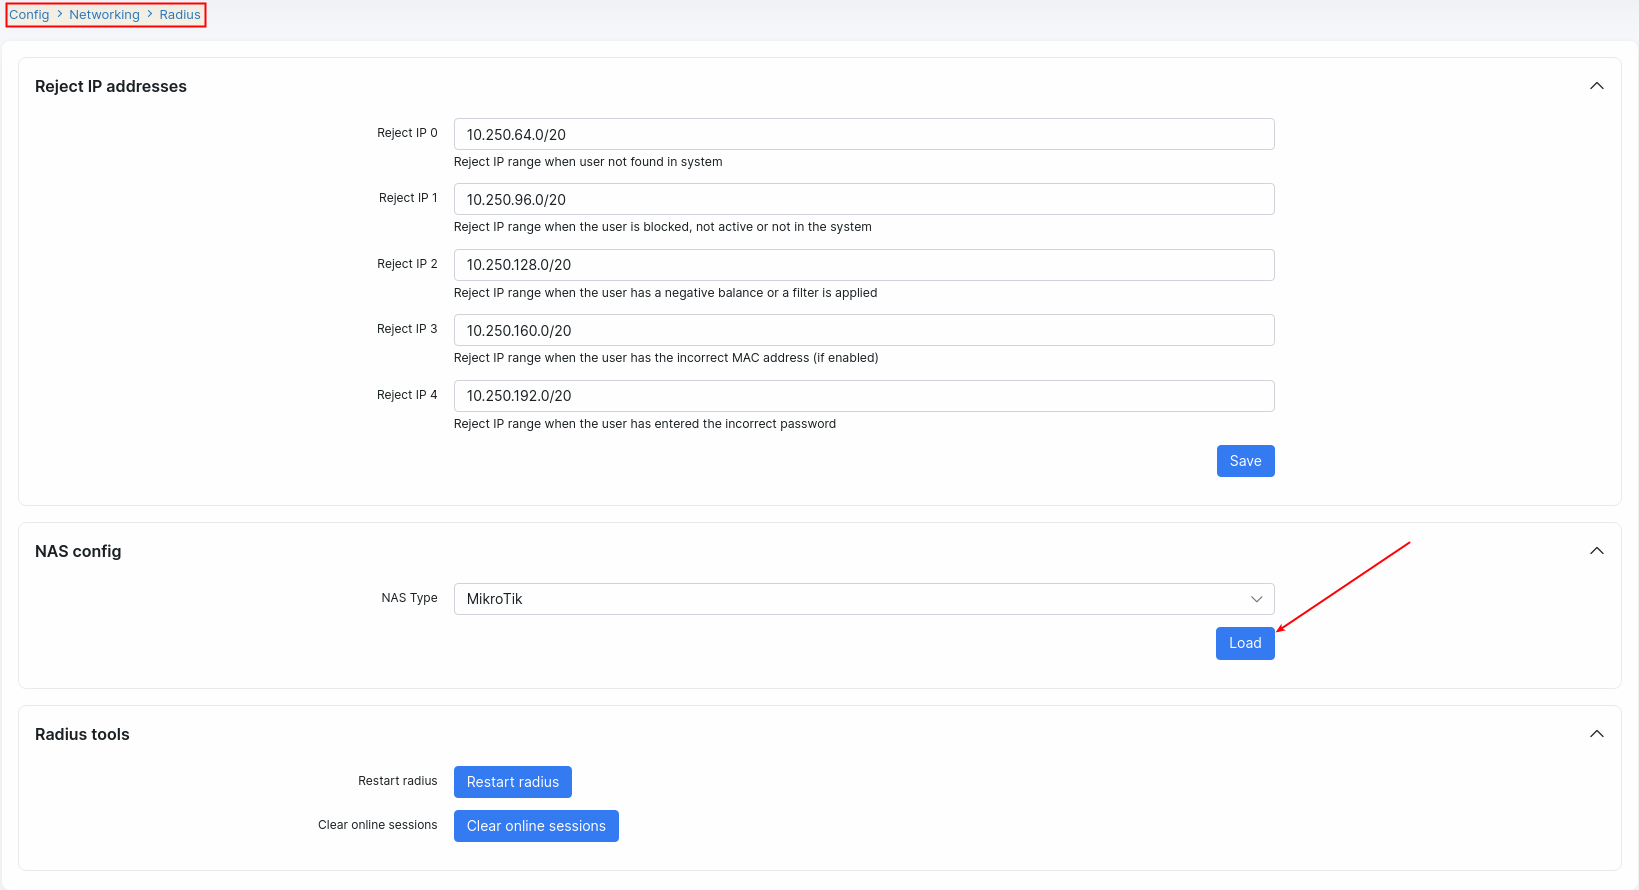 Config > Networking > Radius
Reject IP addresses
Reject IP 0
10.250.64.0/20
Reject IP range when user not found in system
Reject IP 1
10.250.96.0/20
Reject IP range when the user is blocked, not active or not in the system
Reject IP 2
10.250.128.0/20
Reject IP range when the user has a negative balance or a filter is applied
Reject IP 3
10.250.160.0/20
Reject IP range when the user has the incorrect MAC address (if enabled)
Reject IP 4
10.250.192.0/20
Reject IP range when the user has entered the incorrect password
Save
NAS config
NAS Type
MikroTik
Load
Radius tools
Restart radius
Restart radius
Clear online sessions
Clear online sessions